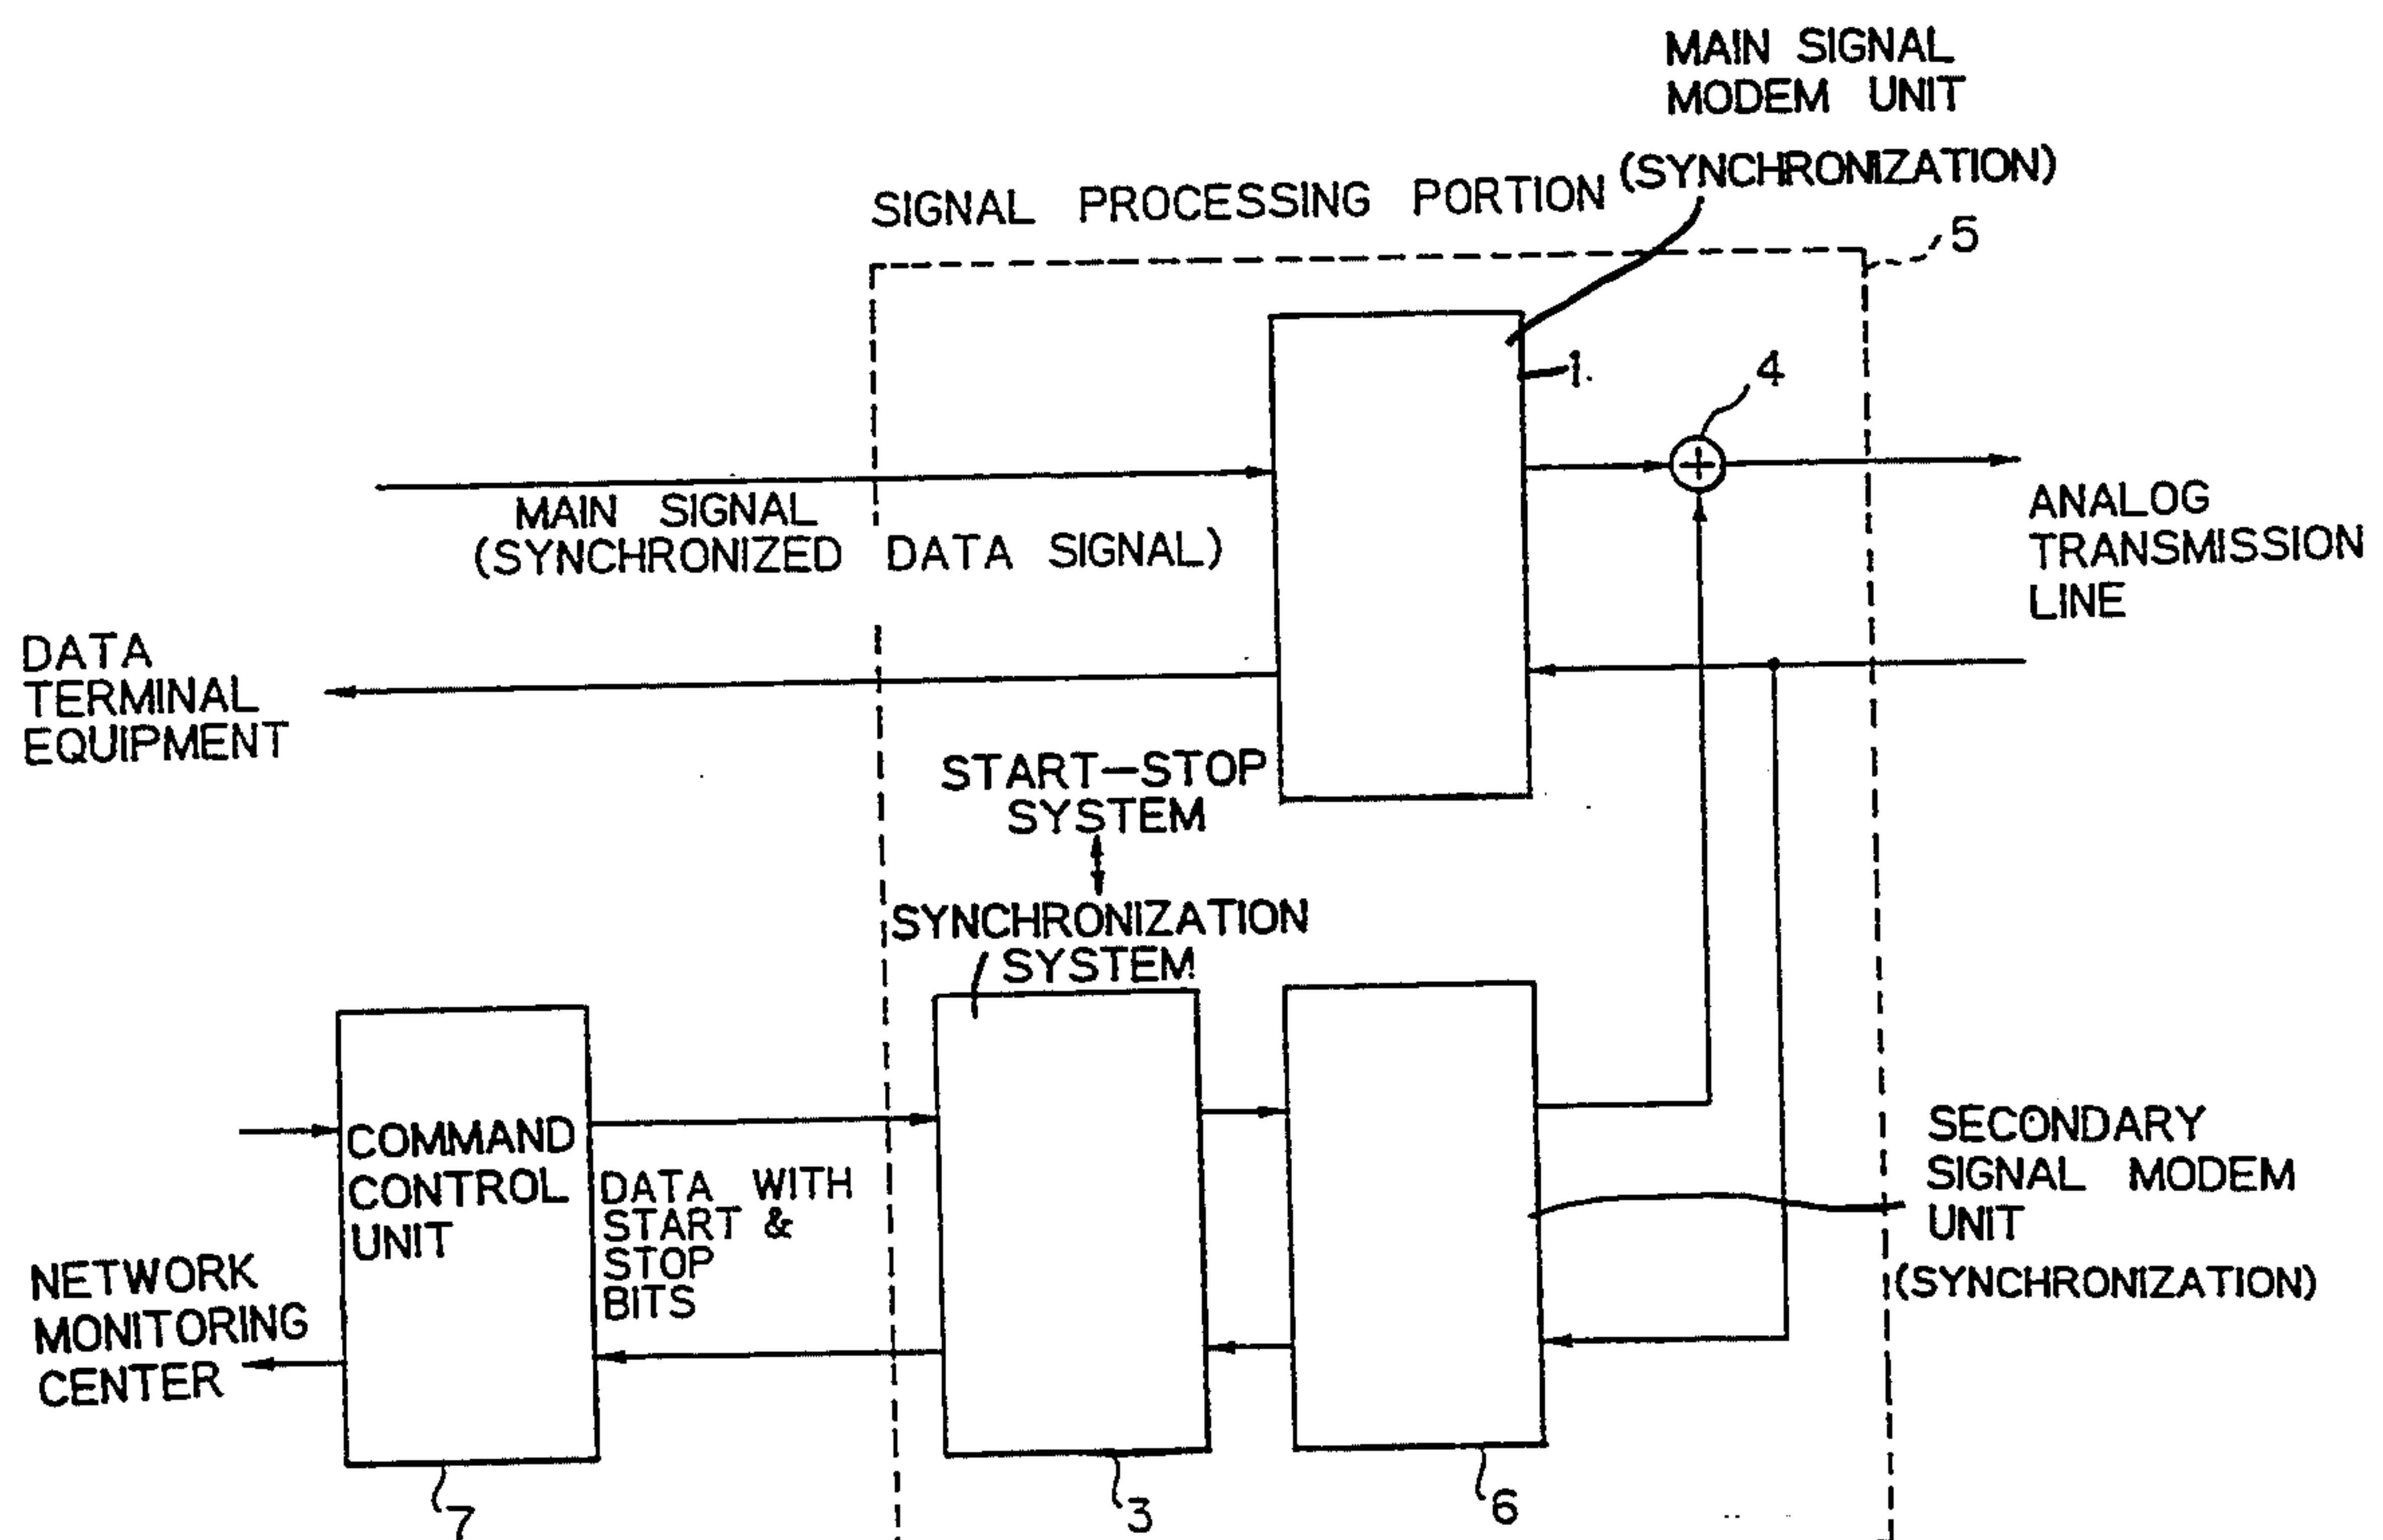 MAIN SIGNAL
MODEM UNIT
(SYNCHRONIZATION)
SIGNAL PROCESSING PORTION
5
1
4
MAIN SIGNAL
(SYNCHRONIZED DATA SIGNAL)
ANALOG
TRANSMISSION
LINE
DATA
TERMINAL
EQUIPMENT
START-STOP
SYSTEM
SYNCHRONIZATION
SYSTEM
COMMAND
CONTROL
UNIT
DATA WITH
START &
STOP
BITS
SECONDARY
SIGNAL MODEM
UNIT
(SYNCHRONIZATION)
NETWORK
MONITORING
CENTER
7
3
6